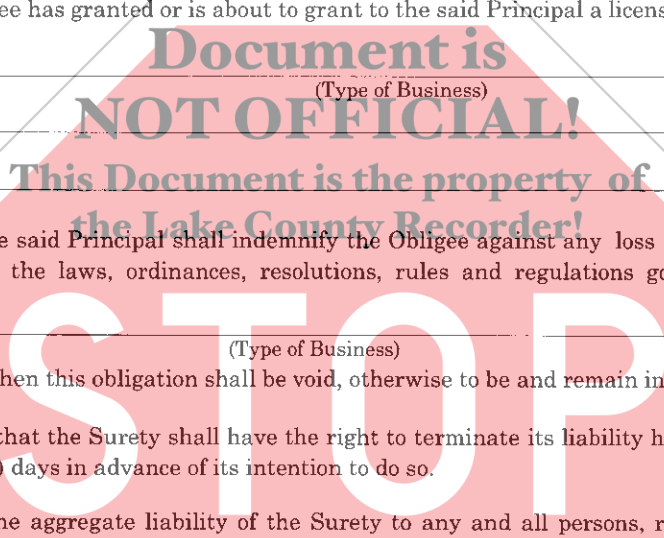 ee has granted or is about to grant to the said Principal a licens
Document is
(Type of Business)
NOT OFFICIAL!
This Document is the property of
the Lake County Recorder!
e said Principal shall indemnify the Obligee against any loss
the laws, ordinances, resolutions, rules and regulations go
STOP
(Type of Business)
hen this obligation shall be void, otherwise to be and remain in
that the Surety shall have the right to terminate its liability h
) days in advance of its intention to do so.
he aggregate liability of the Surety to any and all persons, r